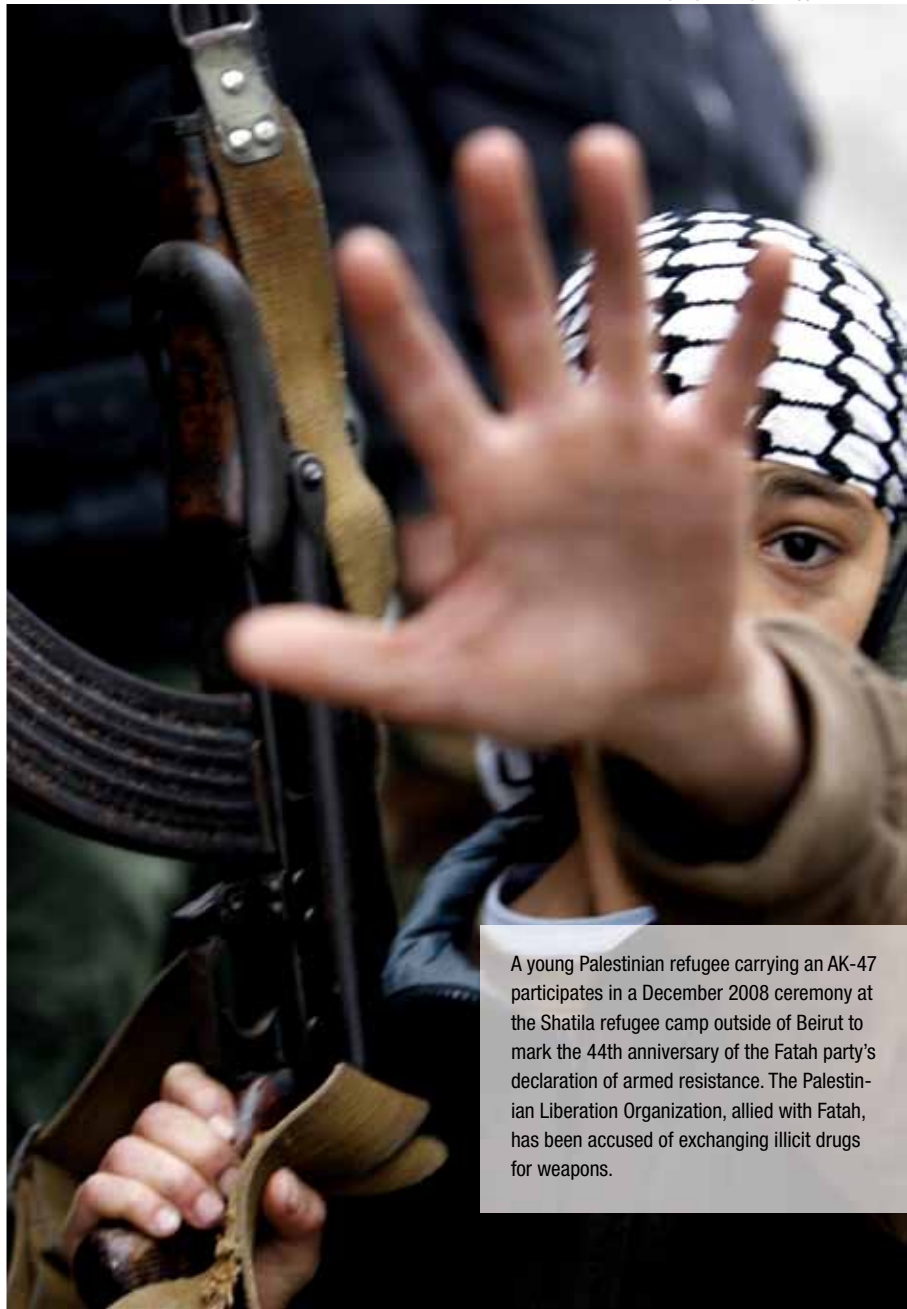 A young Palestinian refugee carrying an AK-47
participates in a December 2008 ceremony at
the Shatila refugee camp outside of Beirut to
mark the 44th anniversary of the Fatah party's
declaration of armed resistance. The Palestin-
ian Liberation Organization, allied with Fatah,
has been accused of exchanging illicit drugs
for weapons.